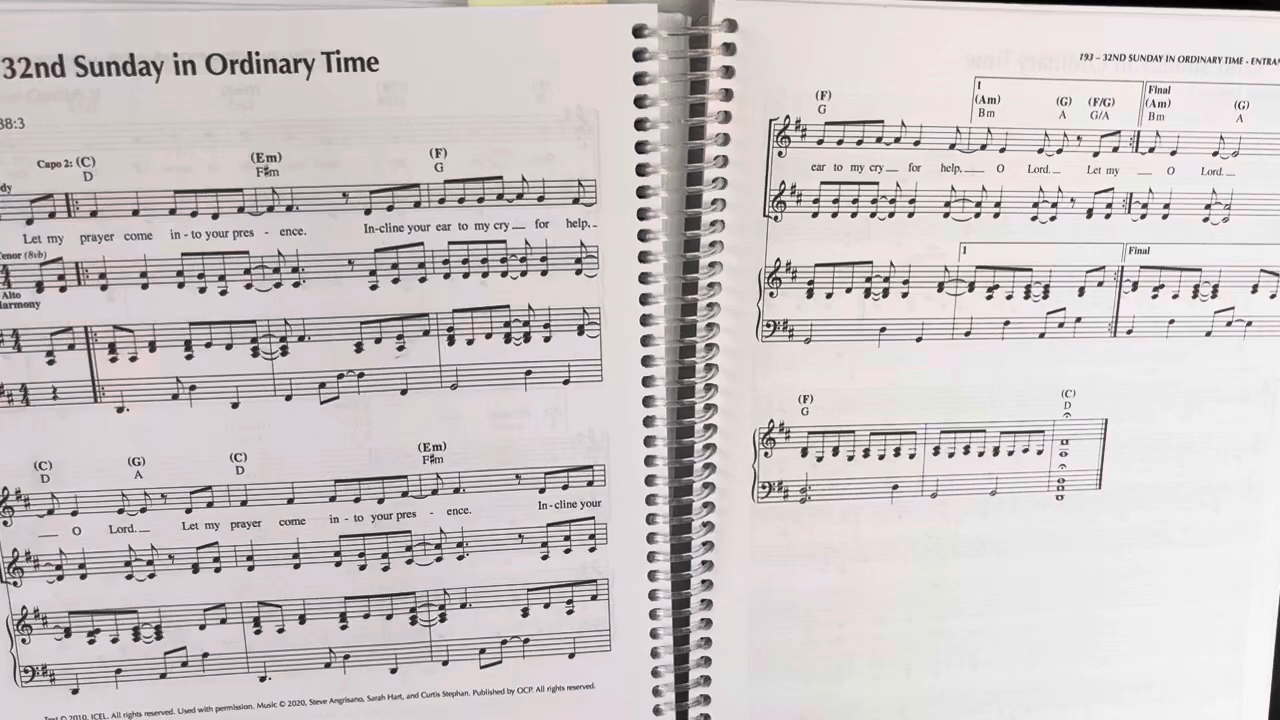 32nd Sunday in Ordinary Time
38:3
Capo 2: (C) (Em) (F)
D F#m G
Let my prayer come in - to your pres - ence. In-cline your ear to my cry for help,
Tenor (8vb)
Alto
Harmony
(C) (G) (C) (Em)
D A D F#m
O Lord. Let my prayer come in - to your pres - ence. In-cline your
Text © 2010, ICEL. All rights reserved. Used with permission. Music © 2020, Steve Angrisano, Sarah Hart, and Curtis Stephan. Published by OCP. All rights reserved.
193 – 32ND SUNDAY IN ORDINARY TIME •
1 Final
(F) (Am) (G) (F/G) (Am) (G)
G Bm A G/A Bm A
ear to my cry for help, O Lord. Let my O Lord.
1 Final
(F) (C)
G D